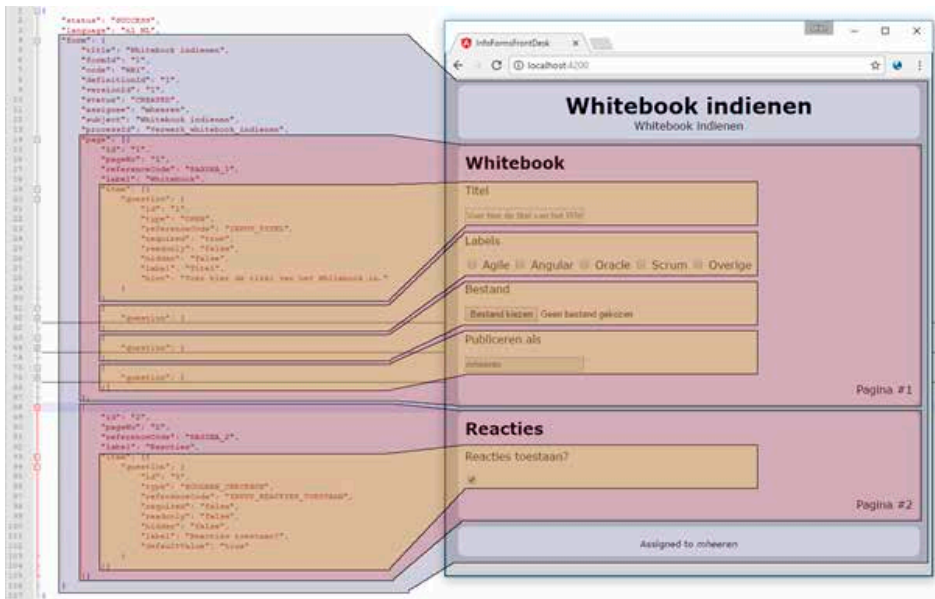 "status": "SUCCESS",
"language": "nl_NL",
"form": {
"title": "Whitebook indienen",
"formId": "1",
"code": "WB1",
"definitionId": "1",
"versionId": "1",
"status": "CREATED",
"assignee": "mheeren",
"subject": "Whitebook indienen",
"processId": "Verwerk_whitebook_indienen",
"page": [{
"id": "1",
"pageNo": "1",
"referenceCode": "PAGINA_1",
"label": "Whitebook",
"item": [{
"question": {
"id": "1",
"type": "OPEN",
"referenceCode": "INPUT_TITEL",
"required": "true",
"readonly": "false",
"hidden": "false",
"label": "Titel",
"hint": "Voer hier de titel van het Whitebook in."
"question": {
"question": {
"question": {
"id": "2",
"pageNo": "2",
"referenceCode": "PAGINA_2",
"label": "Reacties",
"item": [{
"question": {
"id": "5",
"type": "BOOLEAN_CHECKBOX",
"referenceCode": "INPUT_REACTIES_TOESTAAN",
"required": "false",
"readonly": "false",
"hidden": "false",
"label": "Reacties toestaan?",
"defaultValue": "true"
InfoFormsFrontDesk
localhost:4200
Whitebook indienen
Whitebook indienen
Whitebook
Titel
Voer hier de titel van het
Labels
Agile Angular Oracle Scrum Overige
Bestand
Bestand kiezen Geen bestand gekozen
Publiceren als
mheeren
Pagina #1
Reacties
Reacties toestaan?
Pagina #2
Assigned to mheeren